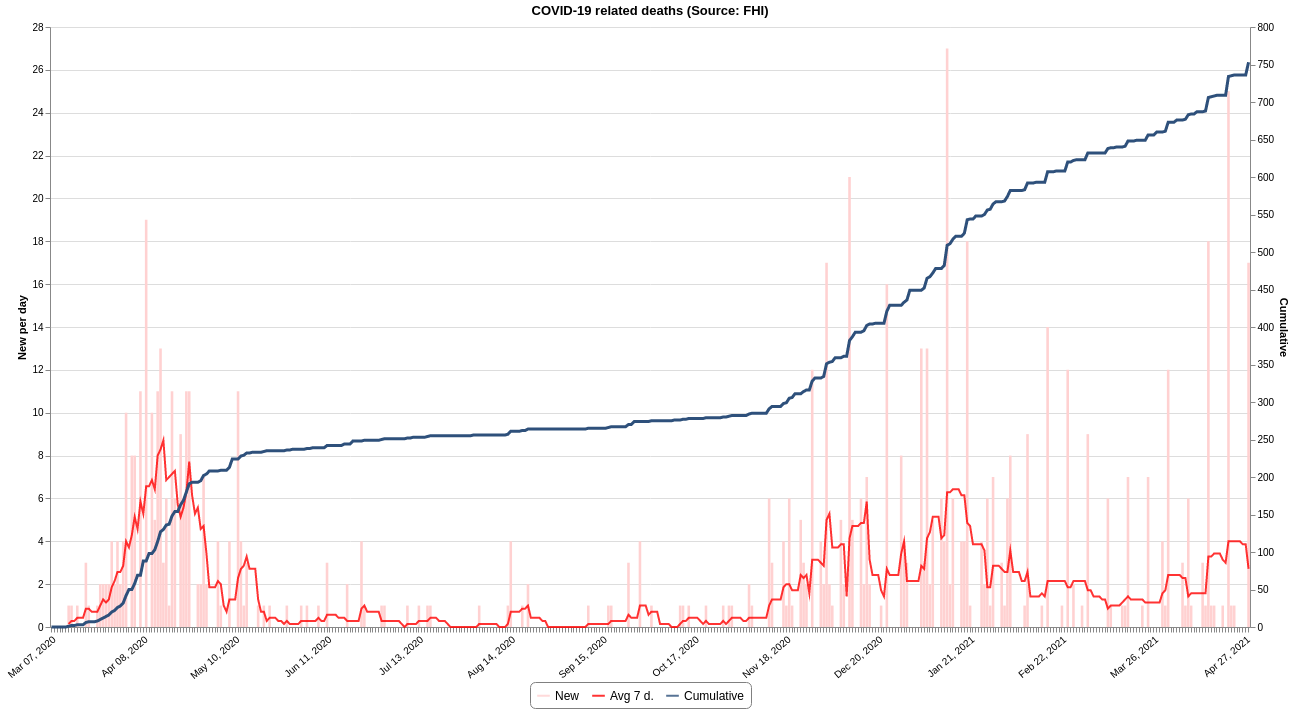 COVID-19 related deaths (Source: FHI)
28
26
24
22
20
18
16
14
12
10
8
6
4
2
0
New per day
800
750
700
650
600
550
500
450
400
350
300
250
200
150
100
50
0
Cumulative
Mar 07, 2020
Apr 08, 2020
May 10, 2020
Jun 11, 2020
Jul 13, 2020
Aug 14, 2020
Sep 15, 2020
Oct 17, 2020
Nov 18, 2020
Dec 20, 2020
Jan 21, 2021
Feb 22, 2021
Mar 26, 2021
Apr 27, 2021
New Avg 7 d. Cumulative